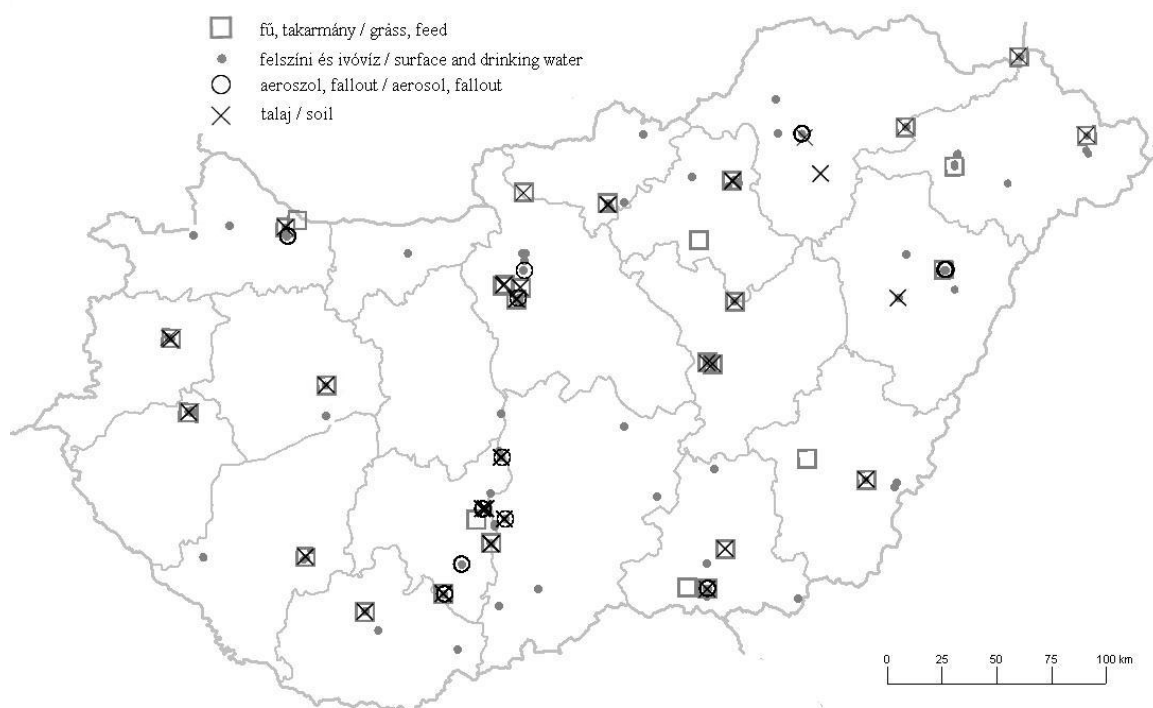 fű, takarmány / gráss, feed
felszíni és ivóvíz / surface and drinking water
aeroszol, fallout / aerosol, fallout
talaj / soil
0 25 50 75 100 km